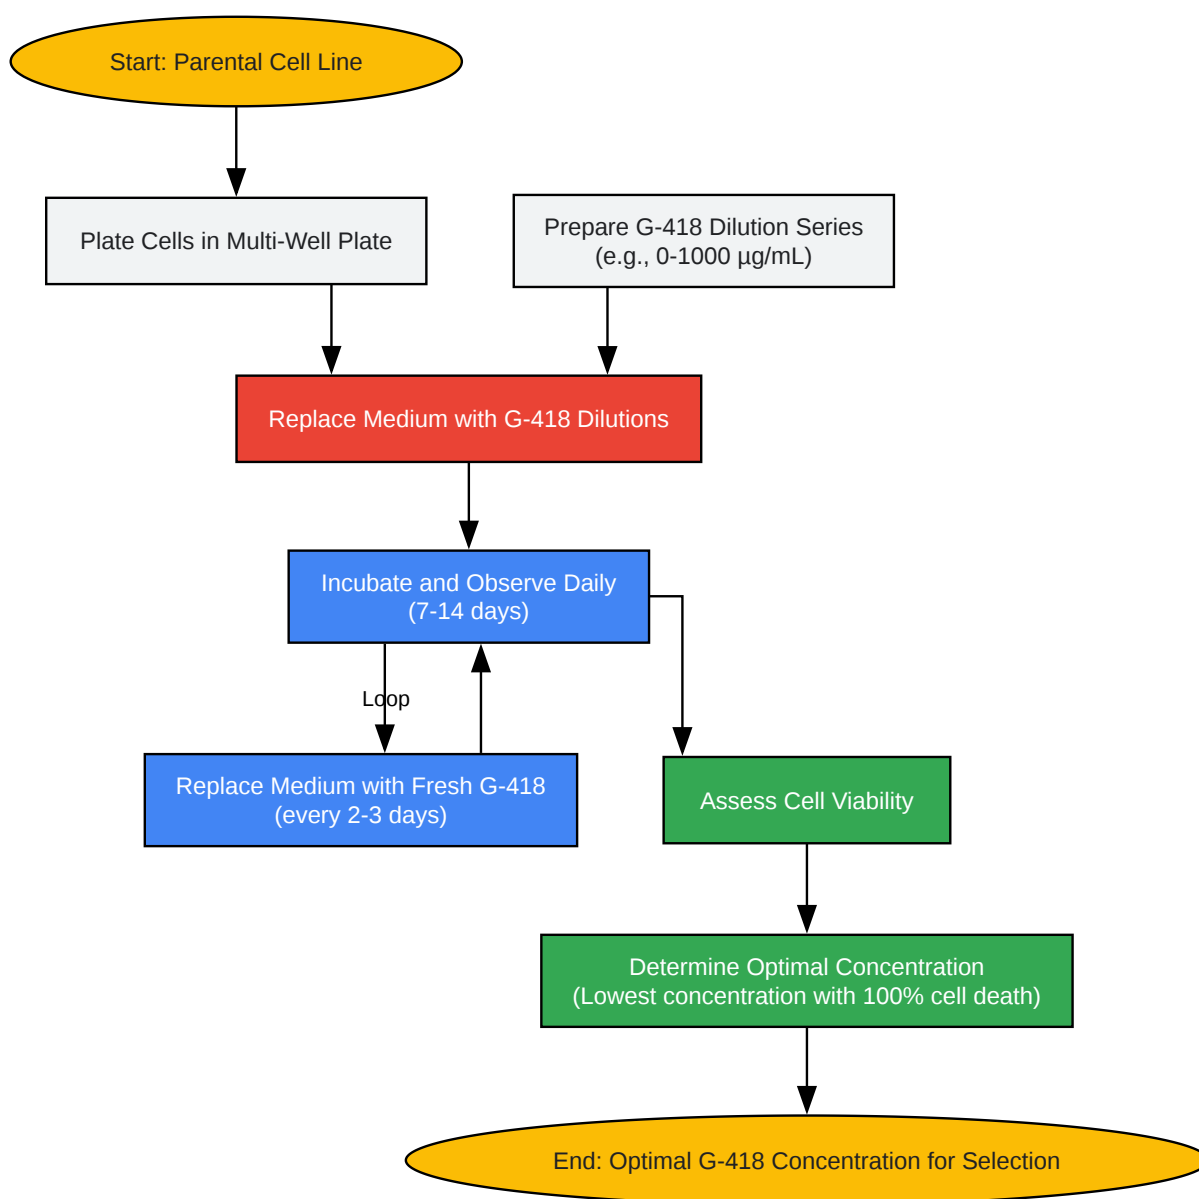 Start: Parental Cell Line
Plate Cells in Multi-Well Plate
Prepare G-418 Dilution Series
(e.g., 0-1000 µg/mL)
Replace Medium with G-418 Dilutions
Incubate and Observe Daily
(7-14 days)
Loop
Replace Medium with Fresh G-418
(every 2-3 days)
Assess Cell Viability
Determine Optimal Concentration
(Lowest concentration with 100% cell death)
End: Optimal G-418 Concentration for Selection